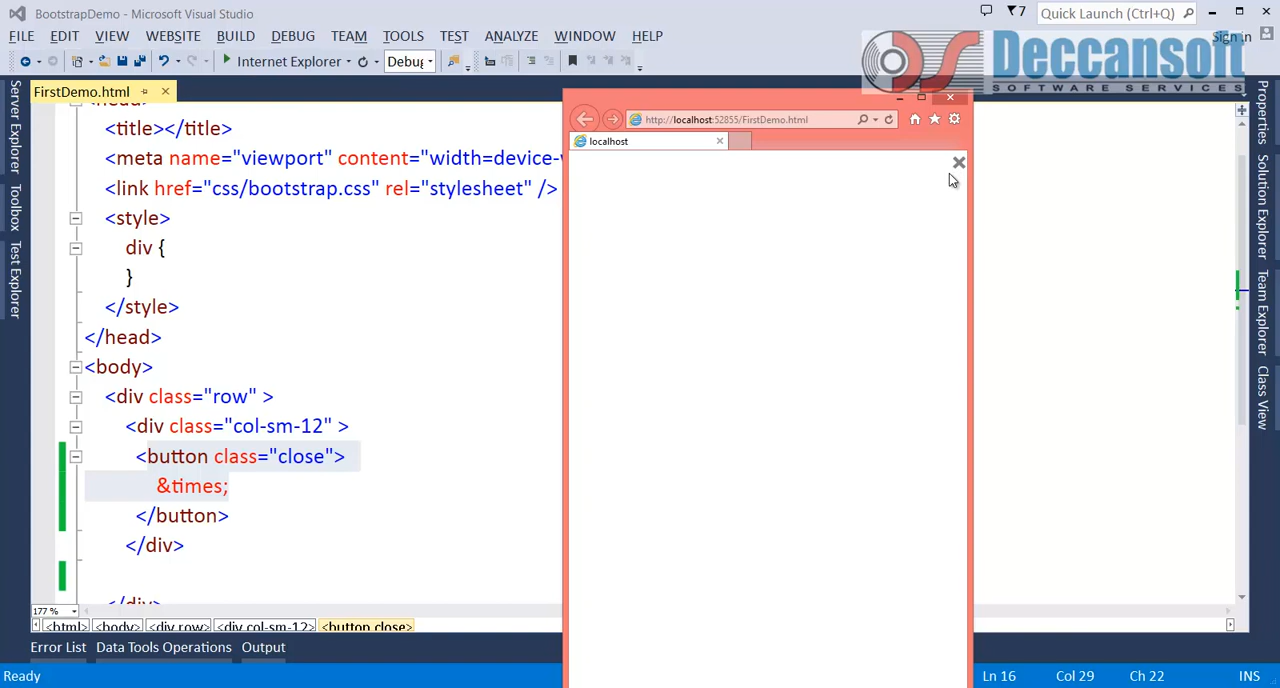 BootstrapDemo - Microsoft Visual Studio
7
Quick Launch (Ctrl+Q)
FILE EDIT VIEW WEBSITE BUILD DEBUG TEAM TOOLS TEST ANALYZE WINDOW HELP
Sign in
Internet Explorer
Debug
Deccansoft
SOFTWARE SERVICES
Server Explorer
Toolbox
Test Explorer
FirstDemo.html
<head>
<title></title>
<meta name="viewport" content="width=device-w
<link href="css/bootstrap.css" rel="stylesheet" />
<style>
div {
}
</style>
</head>
<body>
<div class="row" >
<div class="col-sm-12" >
<button class="close">
&times;
</button>
</div>
</div>
http://localhost:52855/FirstDemo.html
localhost
×
Properties
Solution Explorer
Team Explorer
Class View
177 %
<html> <body> <div.row> <div.col-sm-12> <button.close>
Error List Data Tools Operations Output
Ready
Ln 16 Col 29 Ch 22 INS